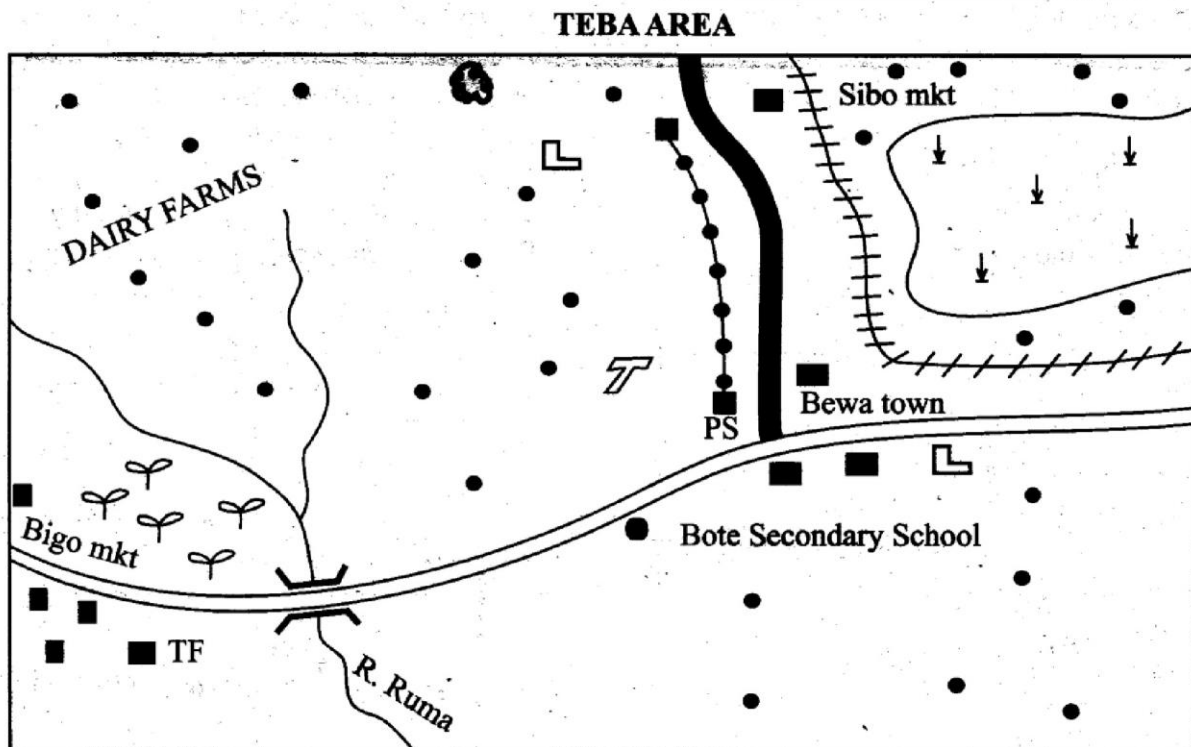 TEBA AREA
Sibo mkt
DAIRY FARMS
PS
Bewa town
Bigo mkt
Bote Secondary School
TF
R. Ruma